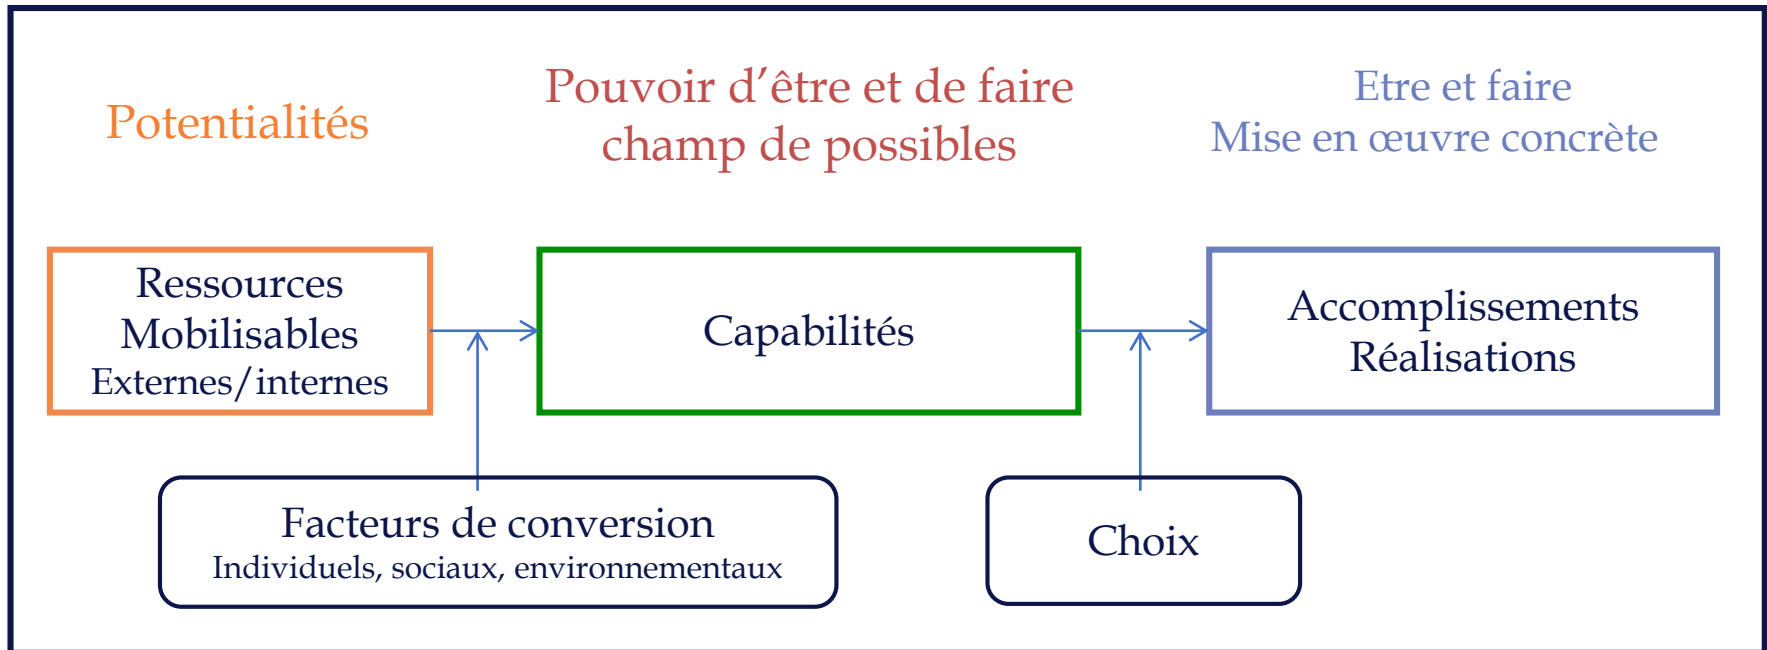 Potentialités
Pouvoir d’être et de faire
champ de possibles
Etre et faire
Mise en œuvre concrète
Ressources
Mobilisables
Externes/internes
Capabilités
Accomplissements
Réalisations
Facteurs de conversion
Individuels, sociaux, environnementaux
Choix